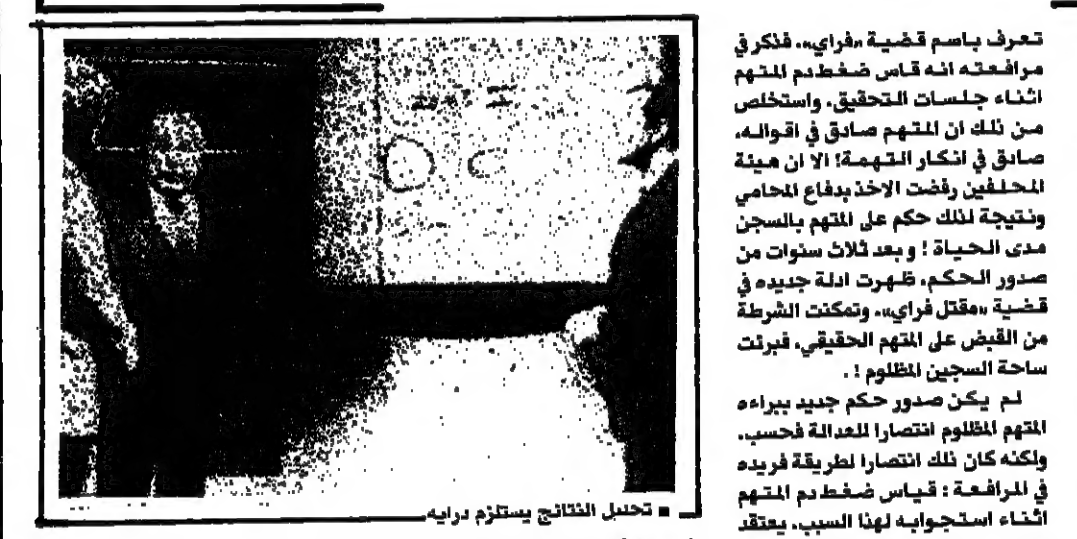 تعرف باسم قضية «فراي»، فذكر في
مرافعته انه قاس ضغط دم المتهم
اثناء جلسات التحقيق، واستخلص
من ذلك ان المتهم صادق في اقواله،
صادق في انكار التهمة! الا ان هيئة
المحلفين رفضت الاخذ بدفاع المحامي
ونتيجة لذلك حكم على المتهم بالسجن
مدى الحياة ! و بعد ثلاث سنوات من
صدور الحكم، ظهرت ادلة جديده في
قضية «مقتل فراي»، وتمكنت الشرطة
من القبض على المتهم الحقيقي، فبرئت
ساحة السجين المظلوم ! .
لم يكن صدور حكم جديد ببراءه
المتهم المظلوم انتصارا للعدالة فحسب،
ولكنه كان ذلك انتصارا لطريقة فريده
في المرافعة : قياس ضغط دم المتهم
اثناء استجوابه لهذا السبب، يعتقد
■ تحليل النتائج يستلزم درايه